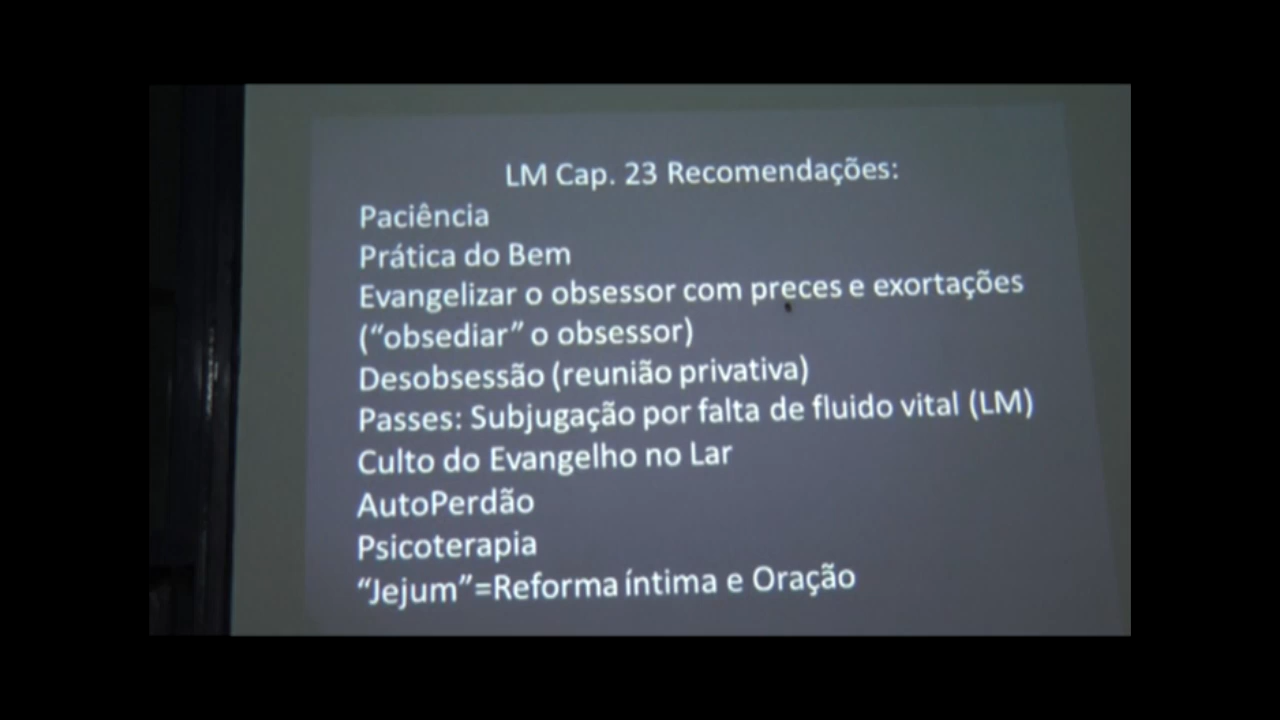 LM Cap. 23 Recomendações:
Paciência
Prática do Bem
Evangelizar o obsessor com preces e exortações
(“obsediar” o obsessor)
Desobsessão (reunião privativa)
Passes: Subjugação por falta de fluido vital (LM)
Culto do Evangelho no Lar
AutoPerdão
Psicoterapia
“Jejum”=Reforma íntima e Oração